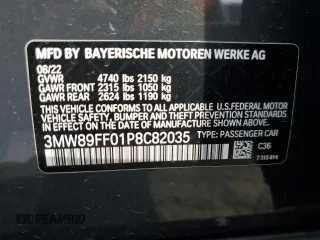 MFD BY BAYERISCHE MOTOREN WERKE AG
08/22
GVWR 4740 lbs 2150 kg
GAWR FRONT 2315 lbs 1050 kg
GAWR REAR 2624 lbs 1190 kg
THIS VEHICLE CONFORMS TO ALL APPLICABLE
FEDERAL MOTOR VEHICLE SAFETY, BUMPER, AND
THEFT PREVENTION STANDARDS IN EFFECT ON THE
DATE OF MANUFACTURE SHOWN ABOVE.
3MW89FF01P8C82035 TYPE: PASSENGER CAR
C36